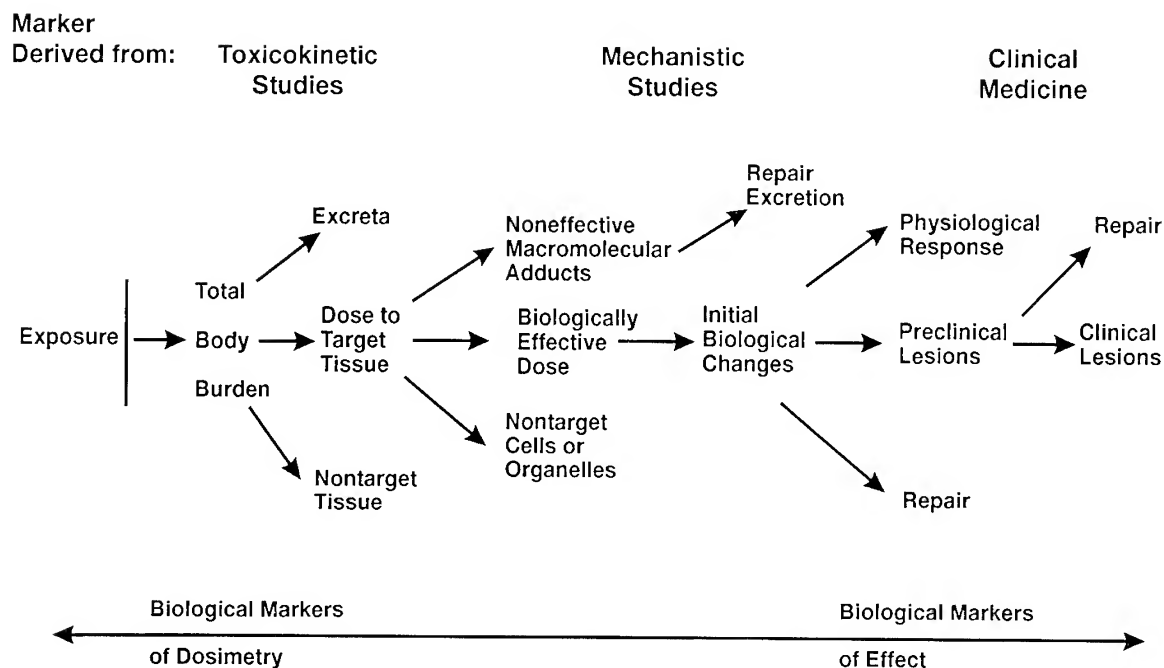 Marker
Derived from:
Toxicokinetic
Studies
Mechanistic
Studies
Clinical
Medicine
Exposure
Total
Body
Burden
Excreta
Dose to
Target
Tissue
Nontarget
Tissue
Noneffective
Macromolecular
Adducts
Biologically
Effective
Dose
Nontarget
Cells or
Organelles
Repair
Excretion
Initial
Biological
Changes
Physiological
Response
Preclinical
Lesions
Repair
Repair
Clinical
Lesions
Biological Markers
of Dosimetry
Biological Markers
of Effect